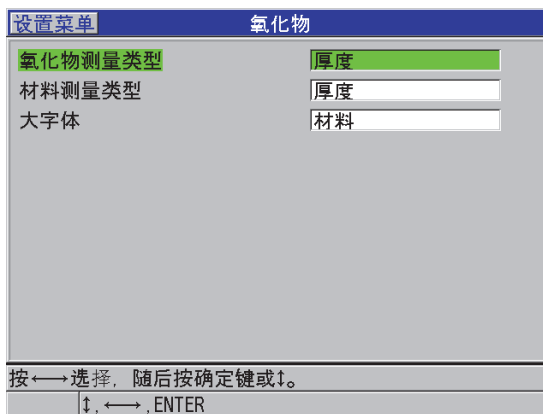 设置菜单 氧化物
氧化物测量类型 厚度
材料测量类型 厚度
大字体 材料
按←→选择，随后按确定键或↕。
↕,←→,ENTER